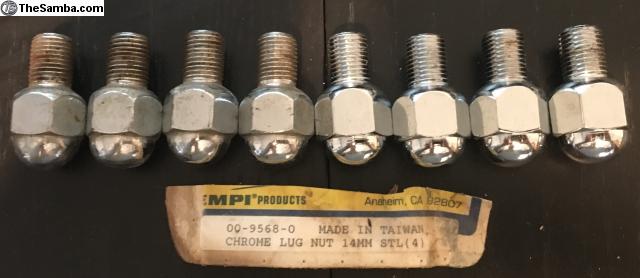 TheSamba.com
EMPI® PRODUCTS Anaheim, CA 92807
00-9568-0 MADE IN TAIWAN
CHROME LUG NUT 14MM STL(4)